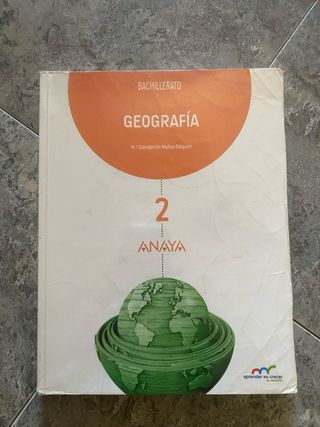 BACHILLERATO
GEOGRAFÍA
M.ª Concepción Muñoz-Delgado
2
ANAYA
aprender es crecer